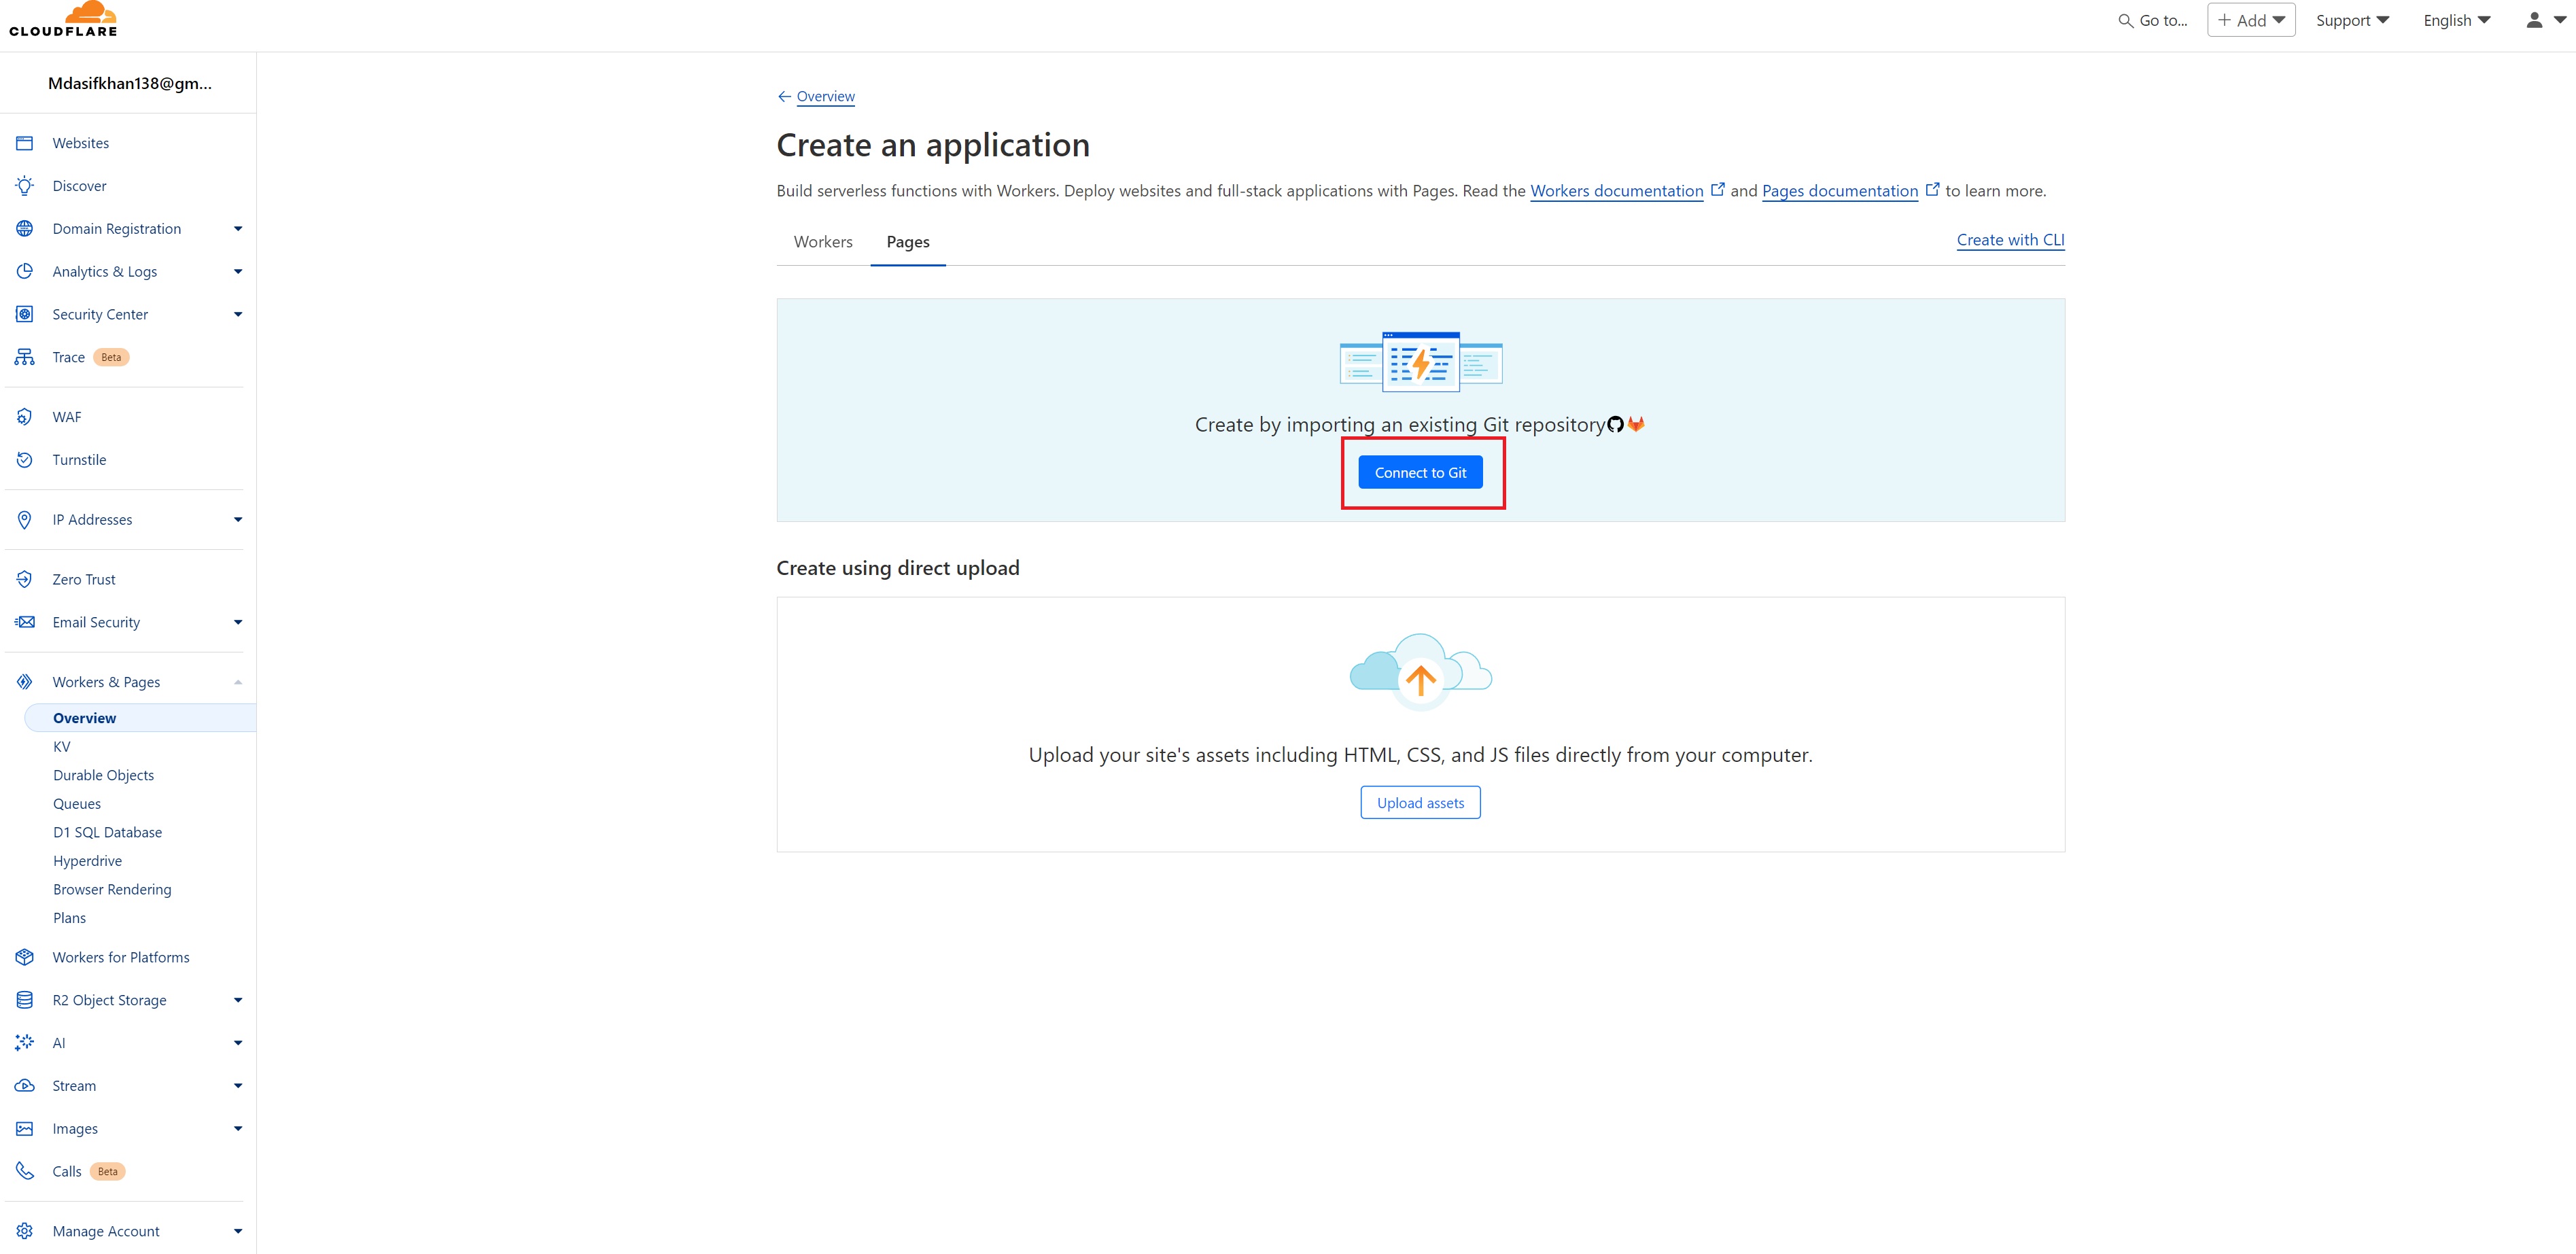 CLOUDFLARE
Go to...
Add
Support
English
Mdasifkhan138@gm...
Websites
Discover
Domain Registration
Analytics & Logs
Security Center
Trace Beta
WAF
Turnstile
IP Addresses
Zero Trust
Email Security
Workers & Pages
Overview
KV
Durable Objects
Queues
D1 SQL Database
Hyperdrive
Browser Rendering
Plans
Workers for Platforms
R2 Object Storage
AI
Stream
Images
Calls Beta
Manage Account
← Overview
Create an application
Build serverless functions with Workers. Deploy websites and full-stack applications with Pages. Read the Workers documentation and Pages documentation to learn more.
Workers Pages
Create with CLI
Create by importing an existing Git repository
Connect to Git
Create using direct upload
Upload your site's assets including HTML, CSS, and JS files directly from your computer.
Upload assets